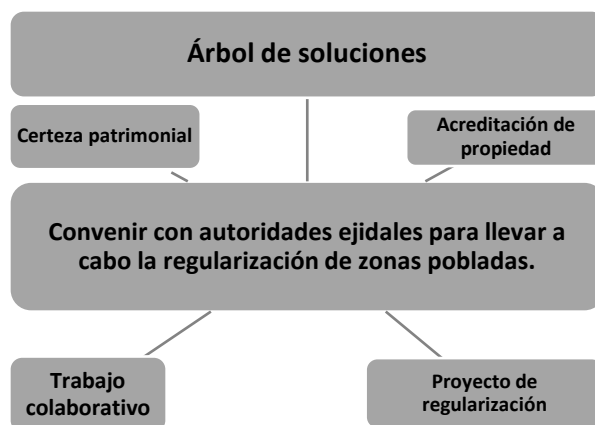 Árbol de soluciones
Certeza patrimonial
Acreditación de
propiedad
Convenir con autoridades ejidales para llevar a
cabo la regularización de zonas pobladas.
Trabajo
colaborativo
Proyecto de
regularización